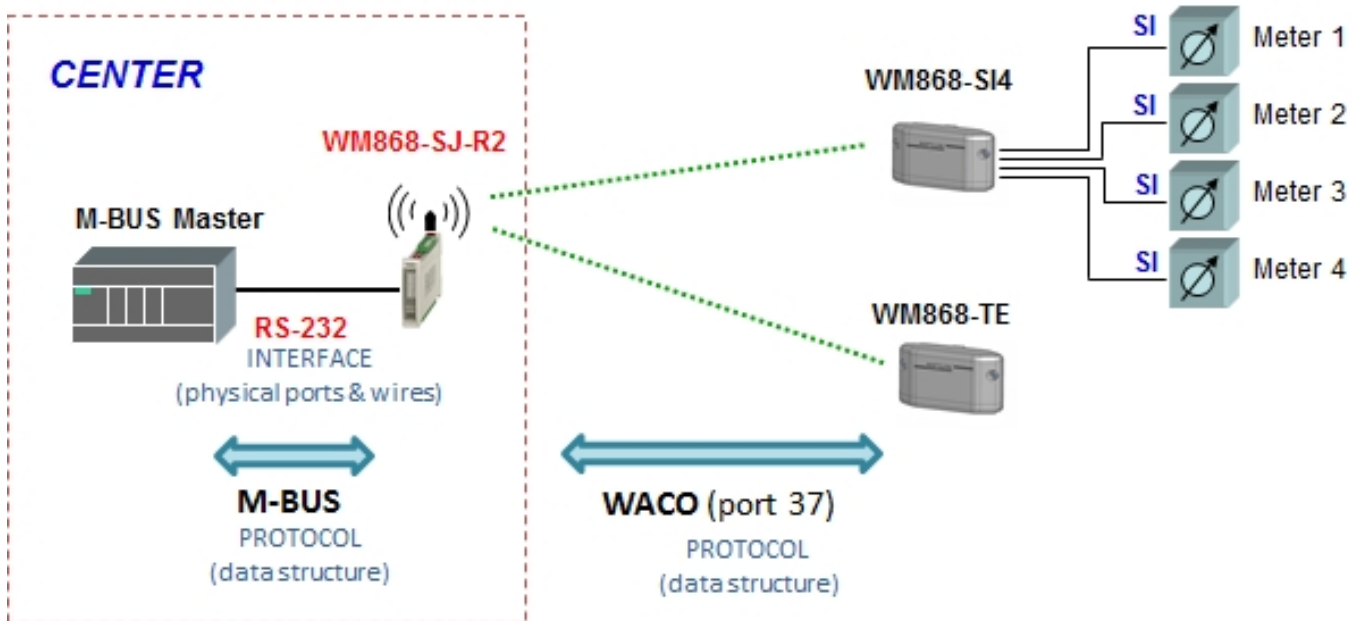 CENTER
WM868-SJ-R2
M-BUS Master
RS-232
INTERFACE
(physical ports & wires)
M-BUS
PROTOCOL
(data structure)
WACO (port 37)
PROTOCOL
(data structure)
WM868-SI4
SI
Meter 1
SI
Meter 2
SI
Meter 3
SI
Meter 4
WM868-TE